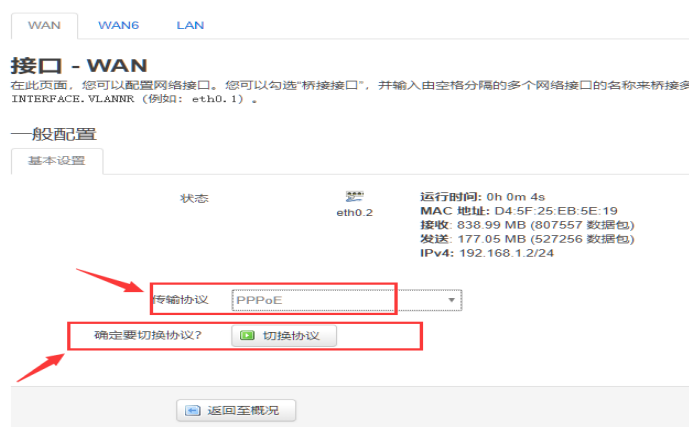 WAN WAN6 LAN
接口 - WAN
在此页面，您可以配置网络接口。您可以勾选“桥接接口”，并输入由空格分隔的多个网络接口的名称来桥接多
INTERFACE.VLANNR (例如: eth0.1) 。
一般配置
基本设置
状态
eth0.2
运行时间: 0h 0m 4s
MAC 地址: D4:5F:25:EB:5E:19
接收: 838.99 MB (807557 数据包)
发送: 177.05 MB (527256 数据包)
IPv4: 192.168.1.2/24
传输协议 PPPoE
确定要切换协议? 切换协议
返回至概况